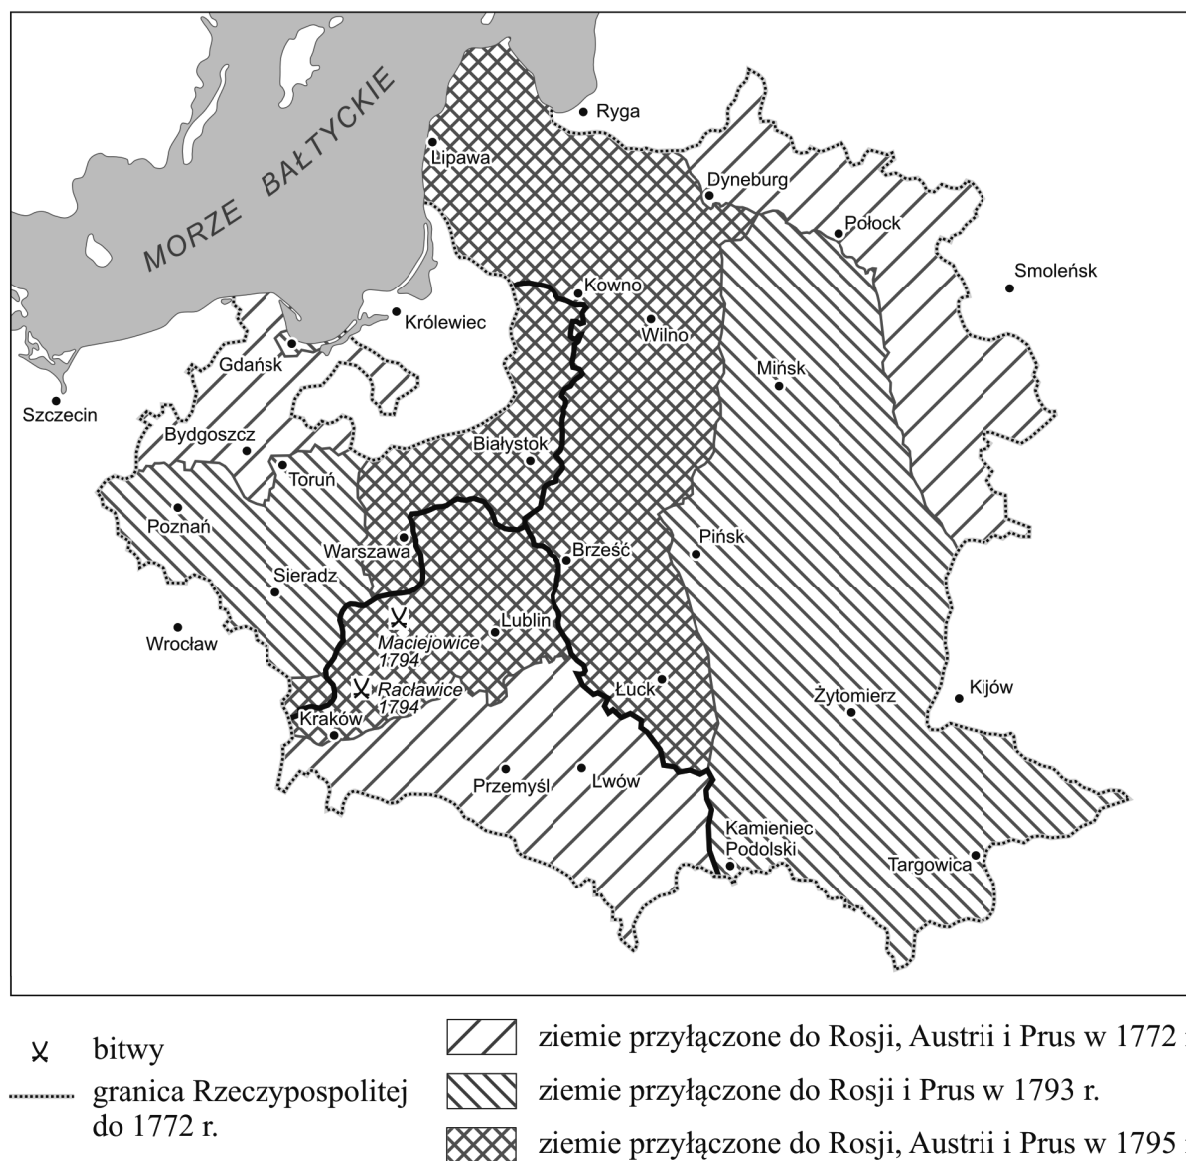 MORZE BAŁTYCKIE
Ryga
Lipawa
Dyneburg
Połock
Smoleńsk
Kowno
Królewiec
Wilno
Gdańsk
Mińsk
Szczecin
Bydgoszcz
Białystok
Toruń
Poznań
Warszawa
Brześć
Pińsk
Sieradz
Wrocław
Lublin
Maciejowice
1794
Racławice
1794
Łuck
Żytomierz
Kijów
Kraków
Przemyśl
Lwów
Kamieniec
Podolski
Targowica
bitwy
granica Rzeczypospolitej
do 1772 r.
ziemie przyłączone do Rosji, Austrii i Prus w 1772 r
ziemie przyłączone do Rosji i Prus w 1793 r.
ziemie przyłączone do Rosji, Austrii i Prus w 1795 r